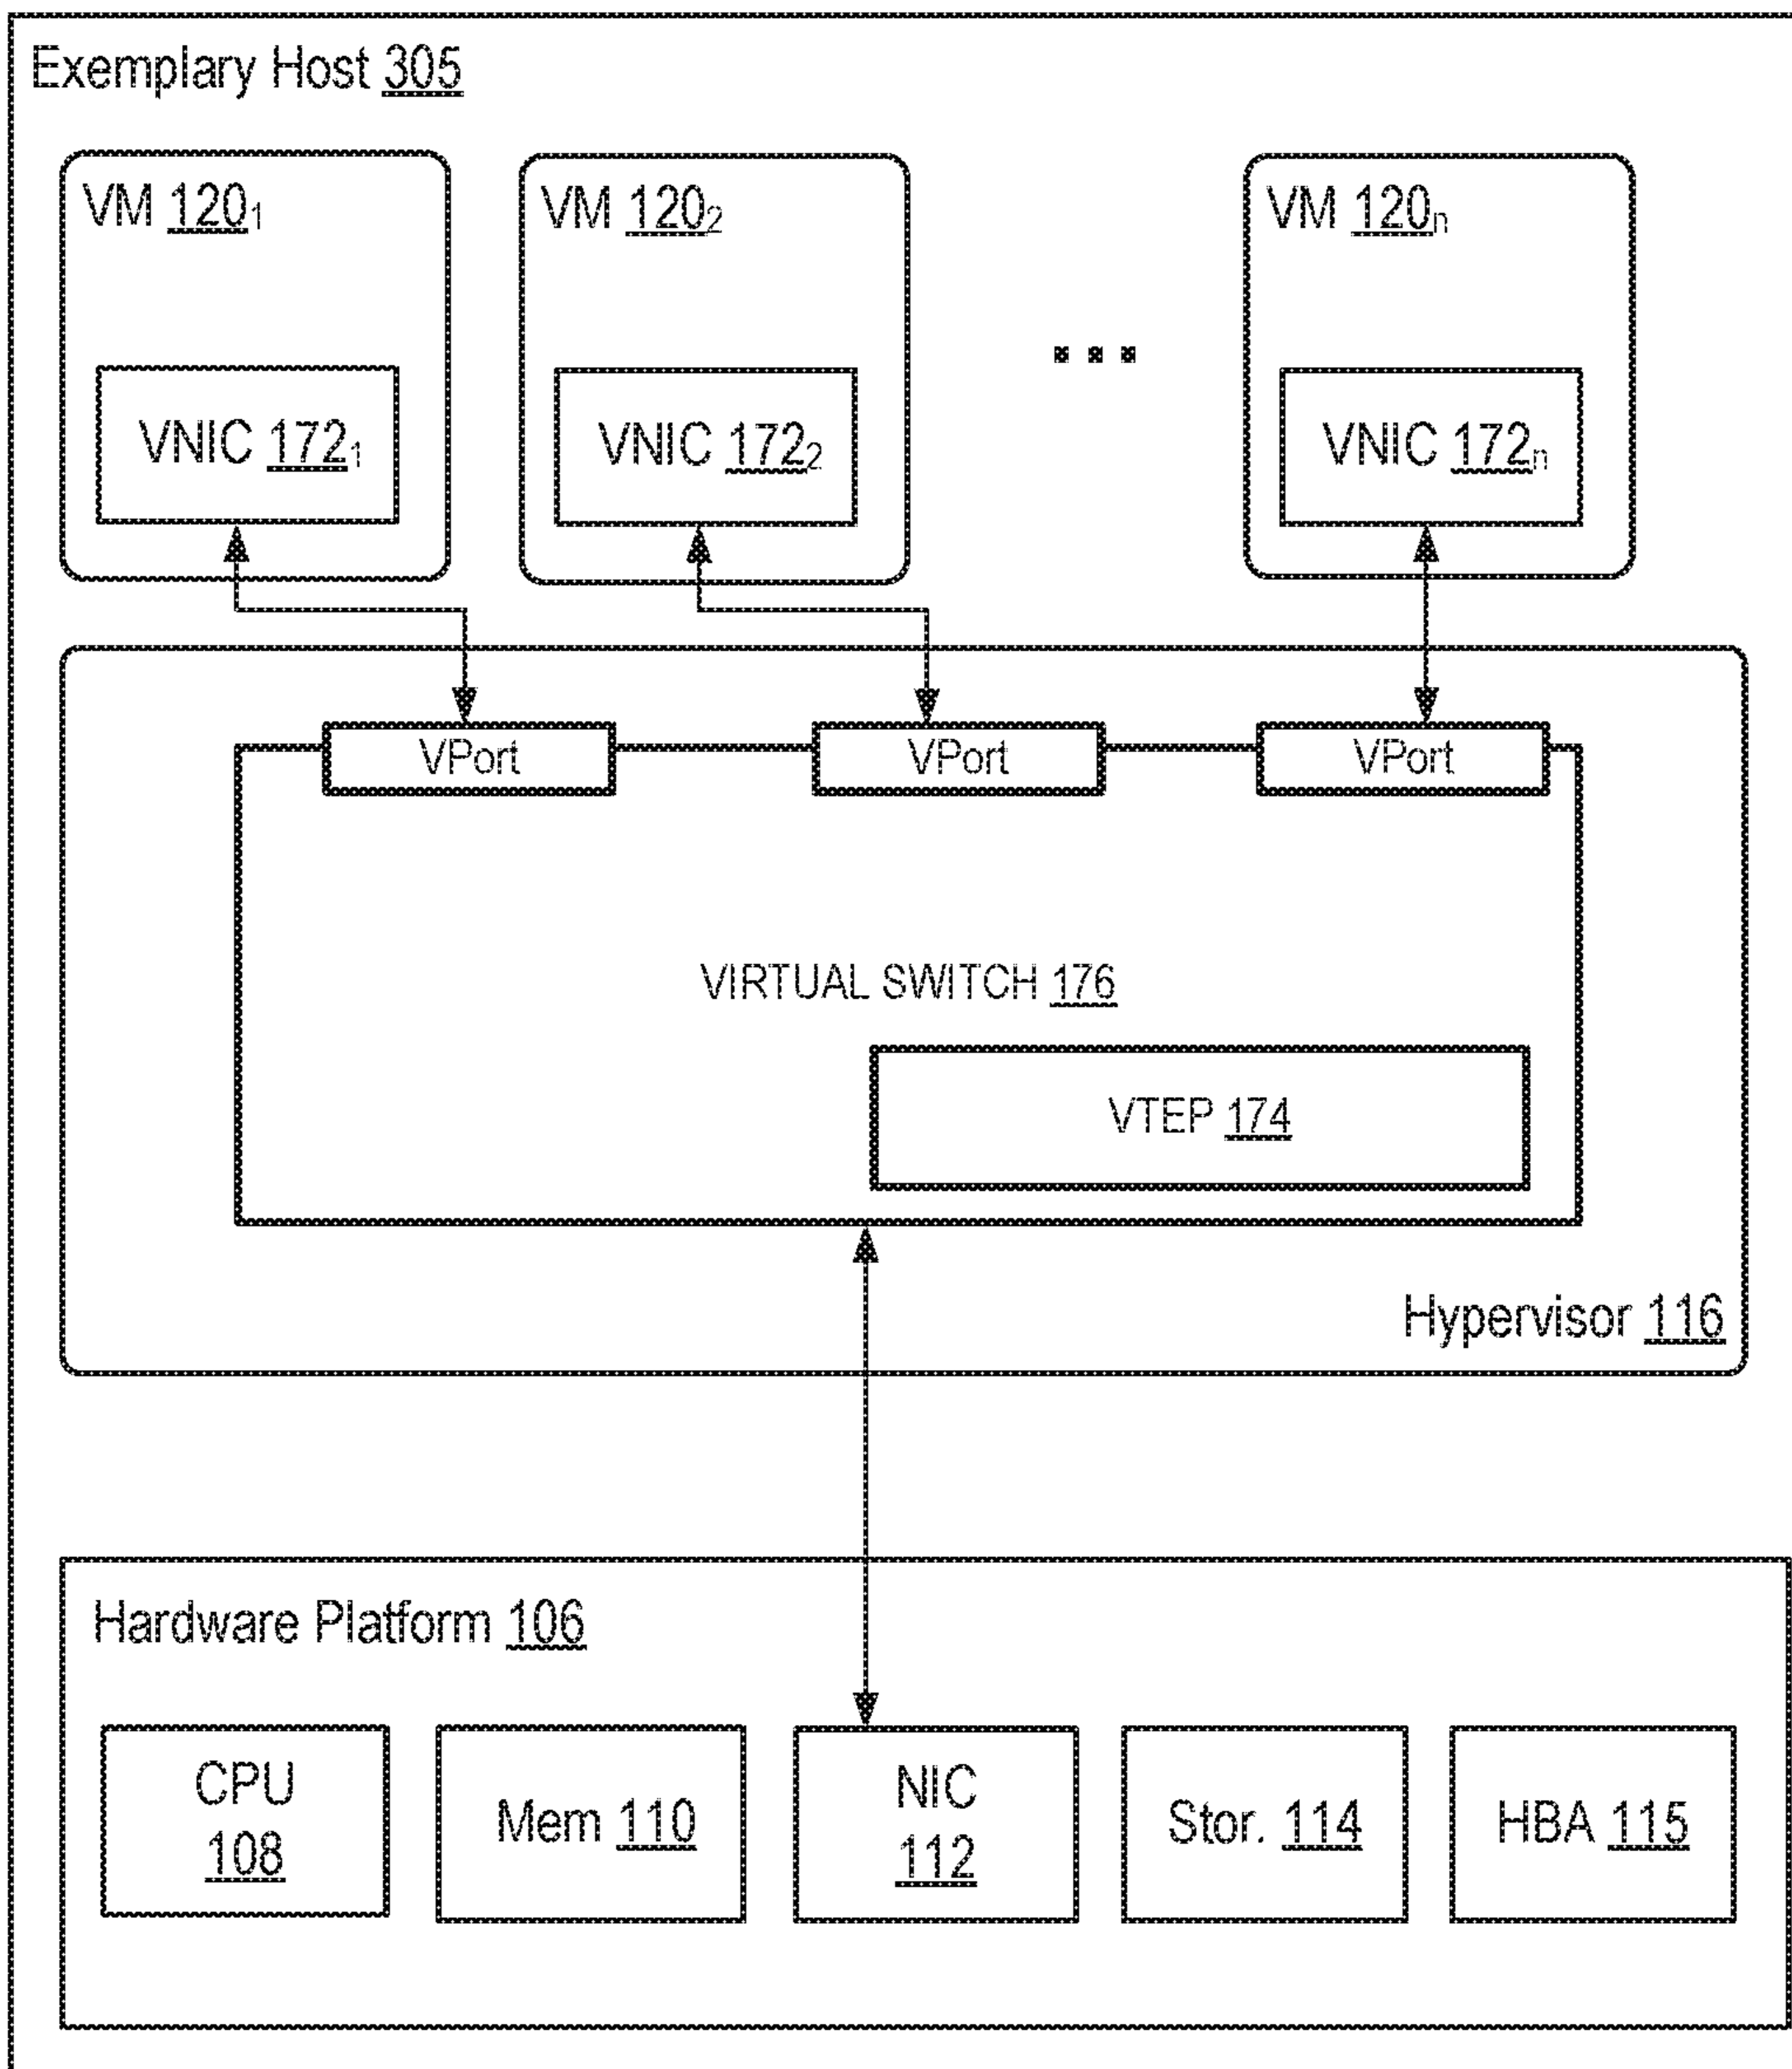 Exemplary Host 305
VM 120₁
VM 120₂
VM 120ₙ
VNIC 172₁
VNIC 172₂
...
VNIC 172ₙ
VPort
VPort
VPort
VIRTUAL SWITCH 176
VTEP 174
Hypervisor 116
Hardware Platform 106
CPU
108
Mem 110
NIC
112
Stor. 114
HBA 115